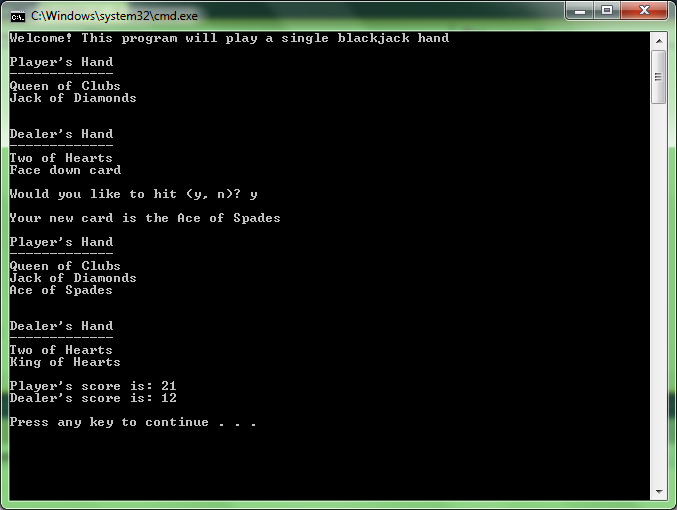 C:\Windows\system32\cmd.exe
Welcome! This program will play a single blackjack hand
Player's Hand
-------------
Queen of Clubs
Jack of Diamonds
Dealer's Hand
-------------
Two of Hearts
Face down card
Would you like to hit (y, n)? y
Your new card is the Ace of Spades
Player's Hand
-------------
Queen of Clubs
Jack of Diamonds
Ace of Spades
Dealer's Hand
-------------
Two of Hearts
King of Hearts
Player's score is: 21
Dealer's score is: 12
Press any key to continue . . .